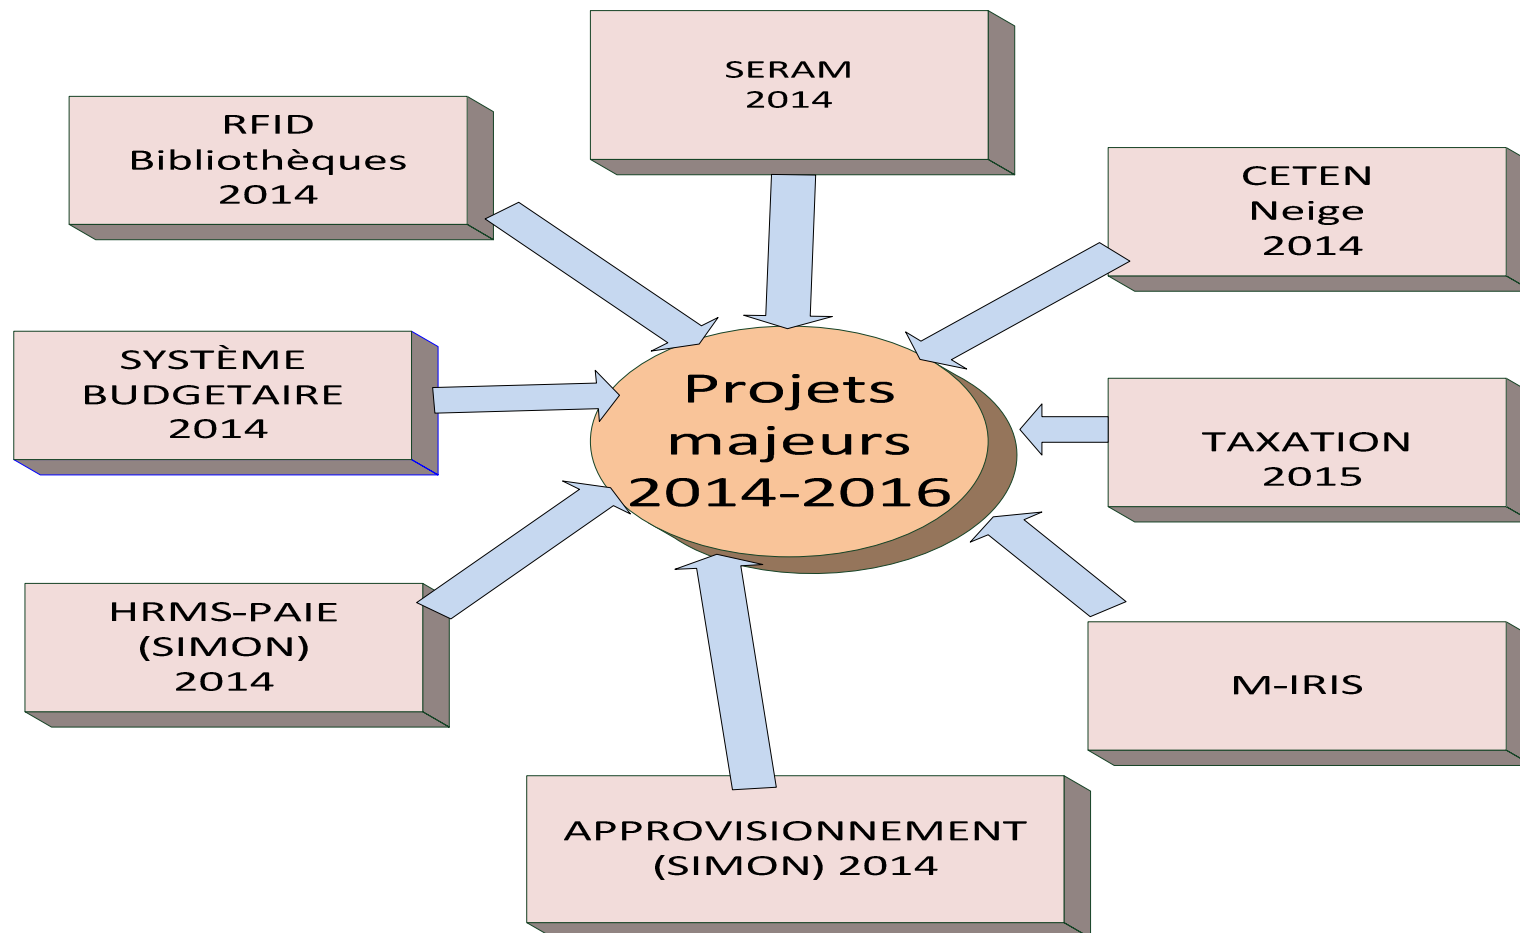 SERAM
2014
RFID
Bibliothèques
2014
CETEN
Neige
2014
SYSTÈME
BUDGETAIRE
2014
Projets
majeurs
2014-2016
TAXATION
2015
HRMS-PAIE
(SIMON)
2014
M-IRIS
APPROVISIONNEMENT
(SIMON) 2014